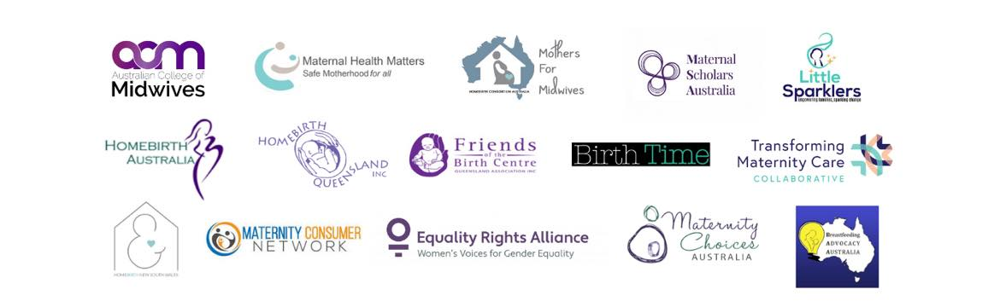 acm
Australian College of
Midwives
Maternal Health Matters
Safe Motherhood for all
Mothers
For
Midwives
HOMEBIRTH CONSORTIUM AUSTRALIA
Maternal
Scholars
Australia
Little
Sparklers
Empowering families, sparking change
HOMEBIRTH
AUSTRALIA
HOMEBIRTH
QUEENSLAND
INC
Friends
of the
Birth Centre
QUEENSLAND ASSOCIATION INC
Birth Time
Transforming
Maternity Care
COLLABORATIVE
HOMEBIRTH NEW SOUTH WALES
MATERNITY CONSUMER
NETWORK
Equality Rights Alliance
Women's Voices for Gender Equality
Maternity
Choices
AUSTRALIA
Breastfeeding
ADVOCACY
AUSTRALIA